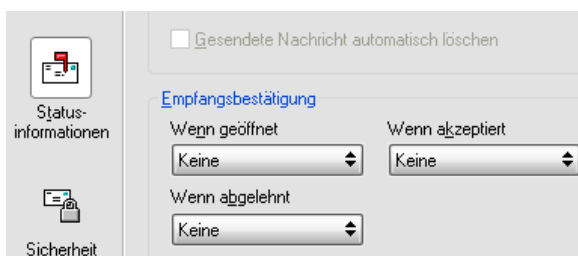 Gesendete Nachricht automatisch löschen
Status-
informationen
Empfangsbestätigung
Wenn geöffnet
Wenn akzeptiert
Keine
Keine
Wenn abgelehnt
Keine
Sicherheit